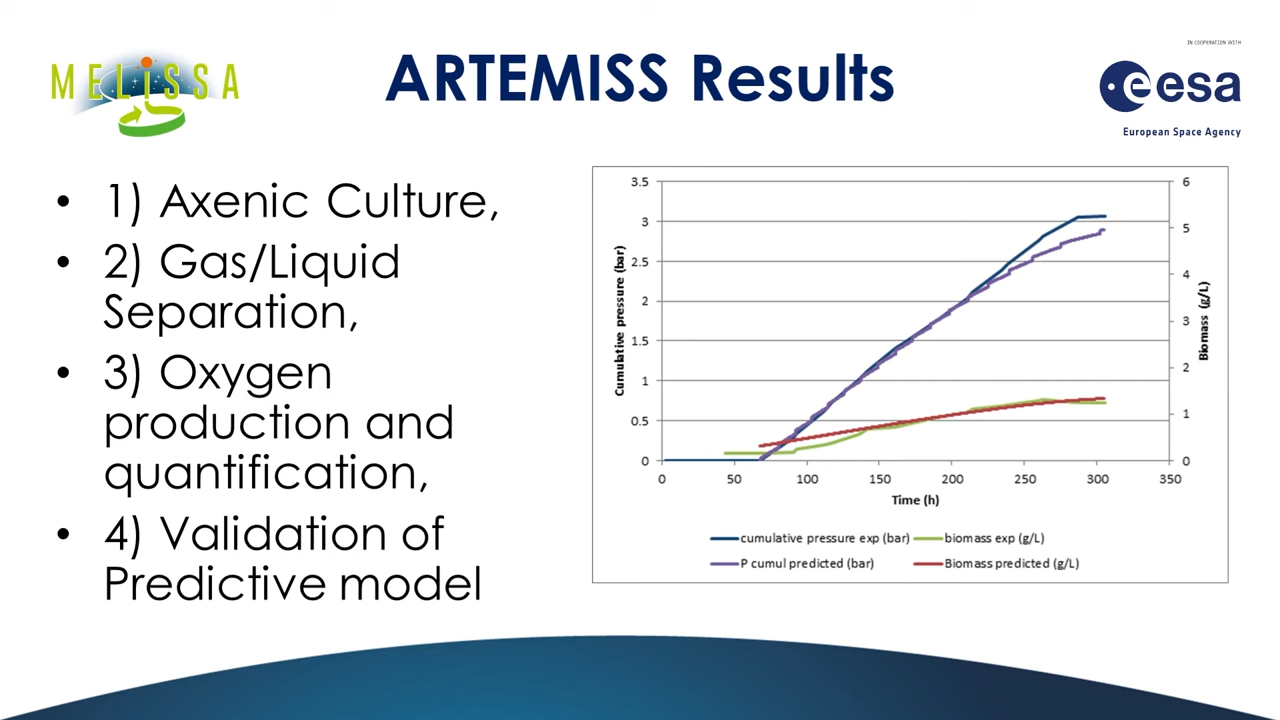 MELiSSA
ARTEMISS Results
IN COOPERATION WITH
esa
European Space Agency
• 1) Axenic Culture,
• 2) Gas/Liquid
Separation,
• 3) Oxygen
production and
quantification,
• 4) Validation of
Predictive model
3.5
3
2.5
2
1.5
1
0.5
0
Cumulative pressure (bar)
6
5
4
3
2
1
0
Biomass (g/L)
0 50 100 150 200 250 300 350
Time (h)
cumulative pressure exp (bar) biomass exp (g/L)
P cumul predicted (bar) Biomass predicted (g/L)